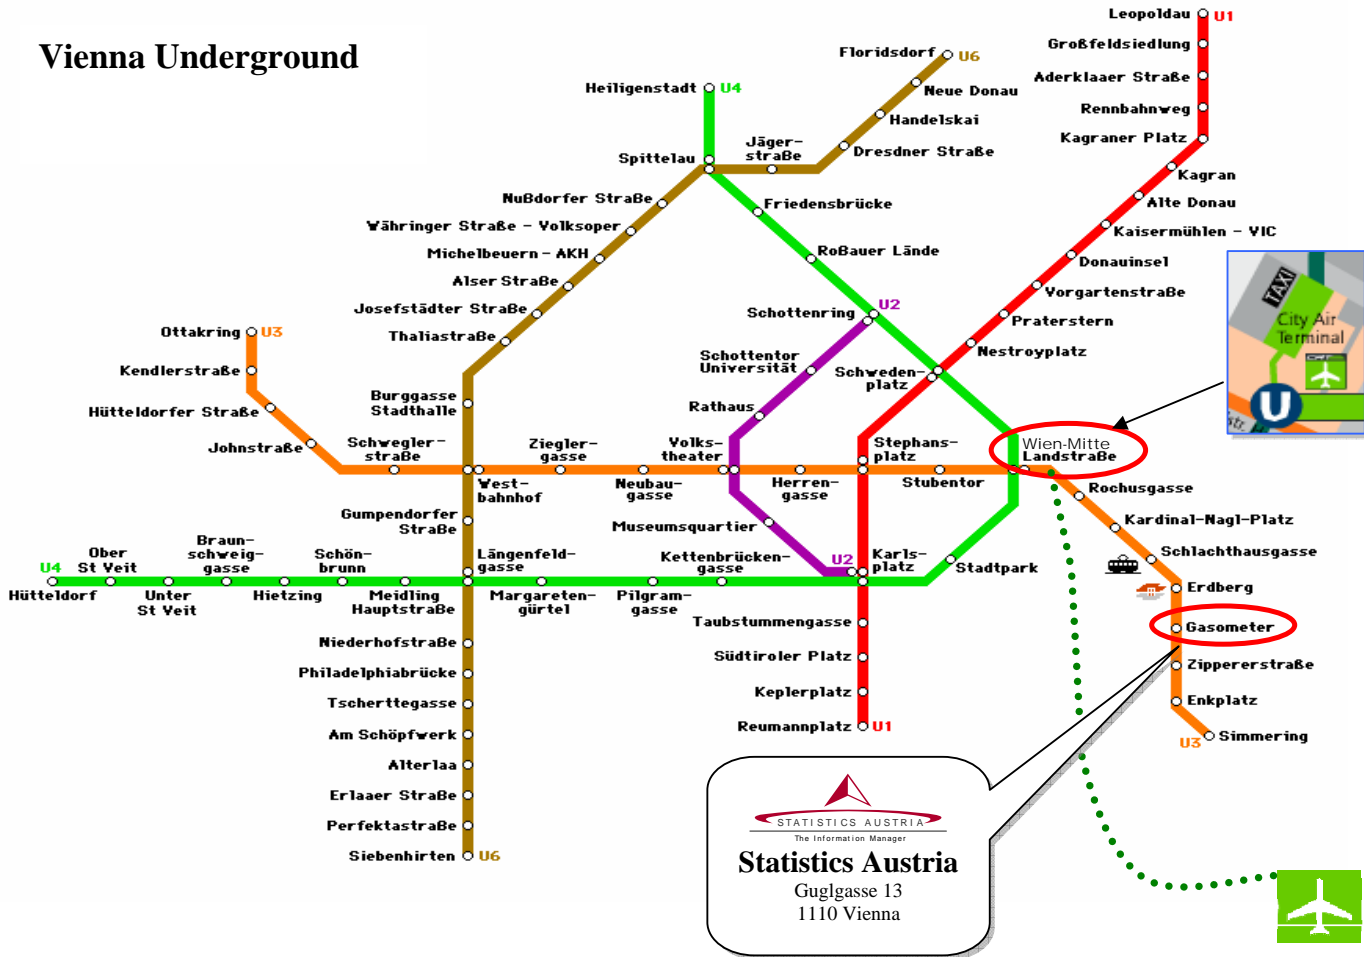 Vienna Underground
Leopoldau
U1
Großfeldsiedlung
Aderklaaer Straße
Rennbahnweg
Kagraner Platz
Kagran
Alte Donau
Kaisermühlen - VIC
Donauinsel
Vorgartenstraße
Praterstern
Nestroyplatz
Floridsdorf
U6
Neue Donau
Handelskai
Dresdner Straße
Jäger-
straße
Heiligenstadt
U4
Spittelau
Friedensbrücke
Roßauer Lände
Nußdorfer Straße
Währinger Straße - Volksoper
Michelbeuern - AKH
Alser Straße
Josefstädter Straße
Thaliastraße
Burggasse
Stadthalle
U2
Schottenring
Schottentor
Universität
Rathaus
Schweden-
platz
TAXI
City Air
Terminal
CAT
U
str.
Ottakring
U3
Kendlerstraße
Hütteldorfer Straße
Johnstraße
Schwegler-
straße
West-
bahnhof
Ziegler-
gasse
Neubau-
gasse
Volks-
theater
Herren-
gasse
Stephans-
platz
Stubentor
Wien-Mitte
Landstraße
Rochusgasse
Kardinal-Nagl-Platz
Schlachthausgasse
Erdberg
Gasometer
Zippererstraße
Enkplatz
U3
Simmering
Gumpendorfer
Straße
Museumsquartier
U2
Karls-
platz
Stadtpark
Kettenbrücken-
gasse
Pilgram-
gasse
Margareten-
gürtel
Längenfeld-
gasse
Meidling
Hauptstraße
Schön-
brunn
Hietzing
Braun-
schweig-
gasse
Unter
St Veit
Ober
St Veit
U4
Hütteldorf
Taubstummengasse
Südtiroler Platz
Keplerplatz
Reumannplatz
U1
Niederhofstraße
Philadelphiabrücke
Tscherttegasse
Am Schöpfwerk
Alterlaa
Erlaaer Straße
Perfektastraße
Siebenhirten
U6
STATISTICS AUSTRIA
The Information Manager
Statistics Austria
Guglgasse 13
1110 Vienna